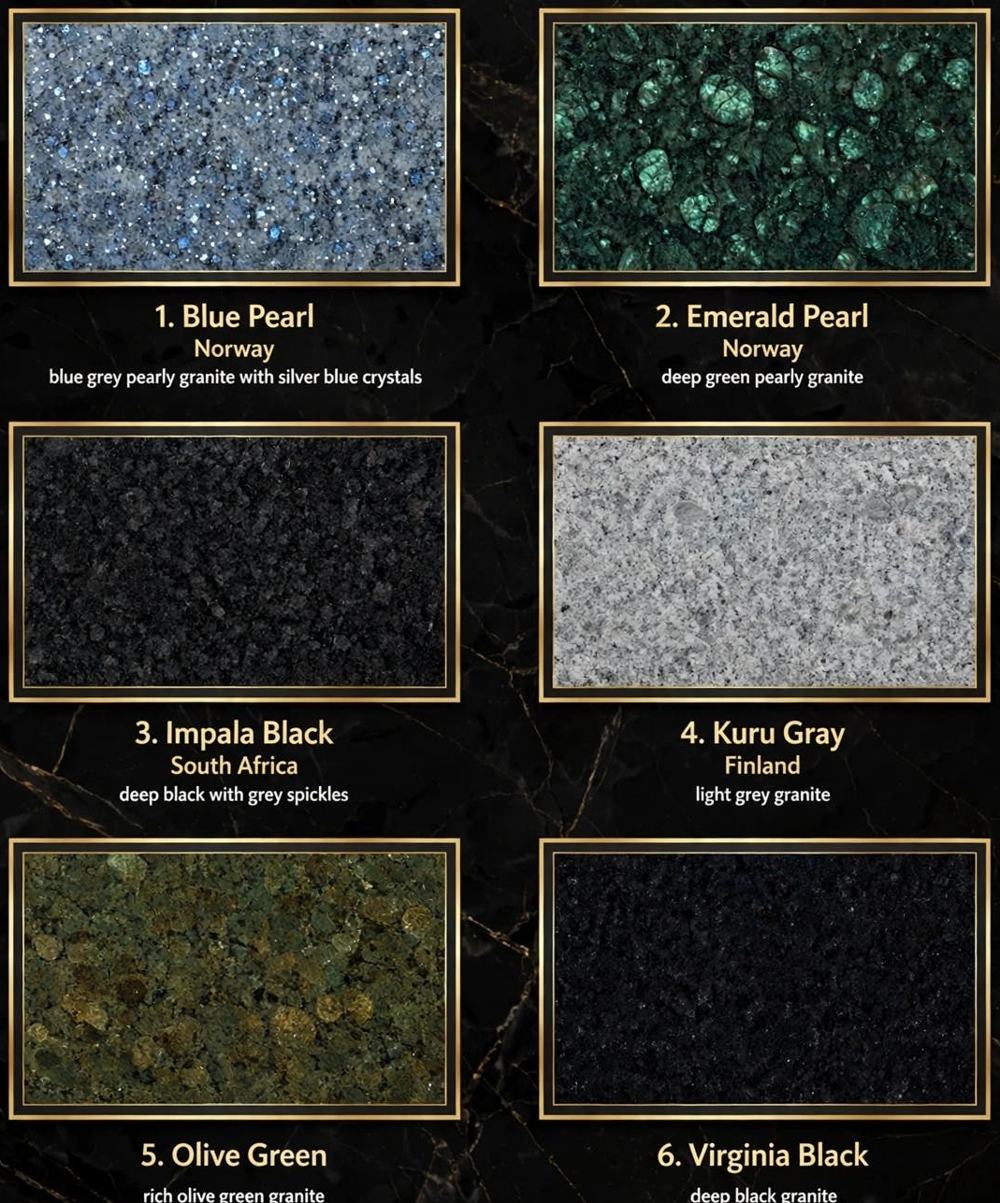 1. Blue Pearl
Norway
blue grey pearly granite with silver blue crystals
2. Emerald Pearl
Norway
deep green pearly granite
3. Impala Black
South Africa
deep black with grey spickles
4. Kuru Gray
Finland
light grey granite
5. Olive Green
rich olive green granite
6. Virginia Black
deep black granite